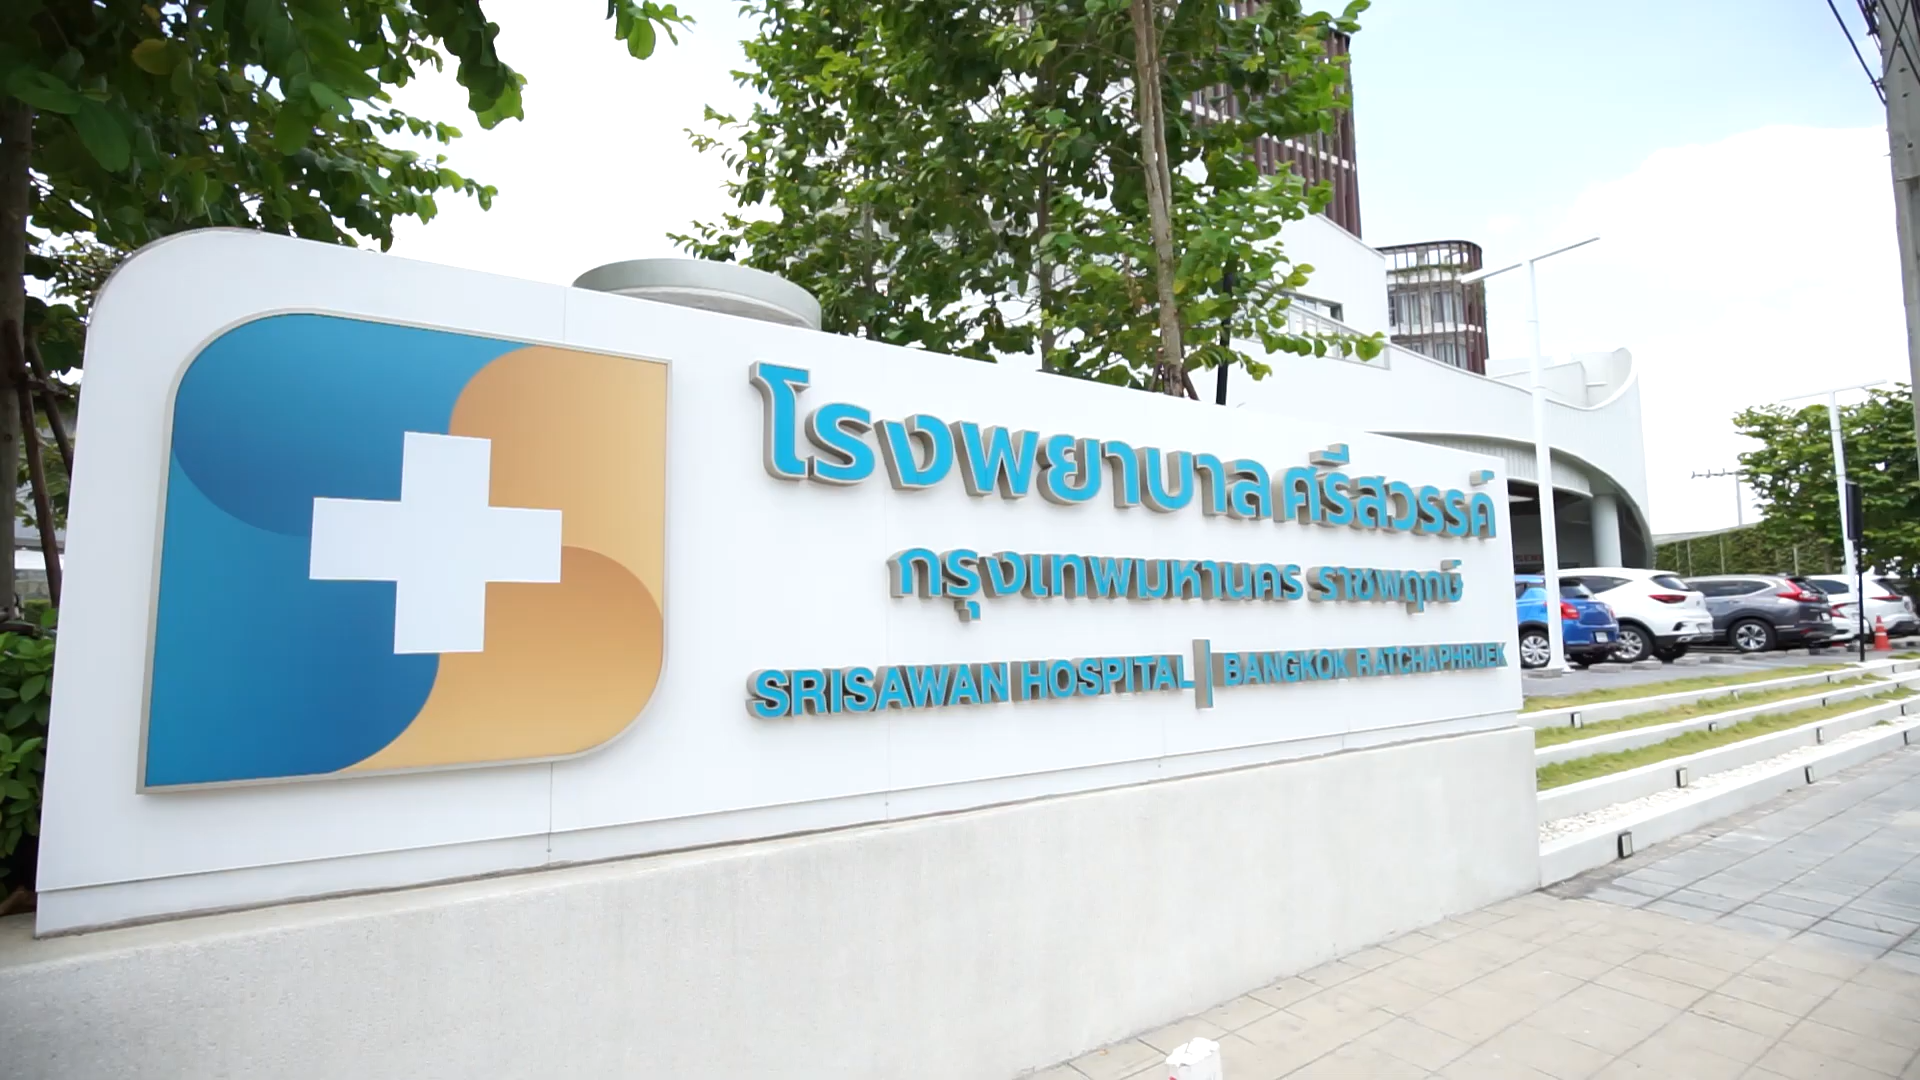 โรงพยาบาล ศรีสวรรค์
กรุงเทพมหานคร ราชพฤกษ์
SRISAWAN HOSPITAL | BANGKOK RATCHAPHRUEK